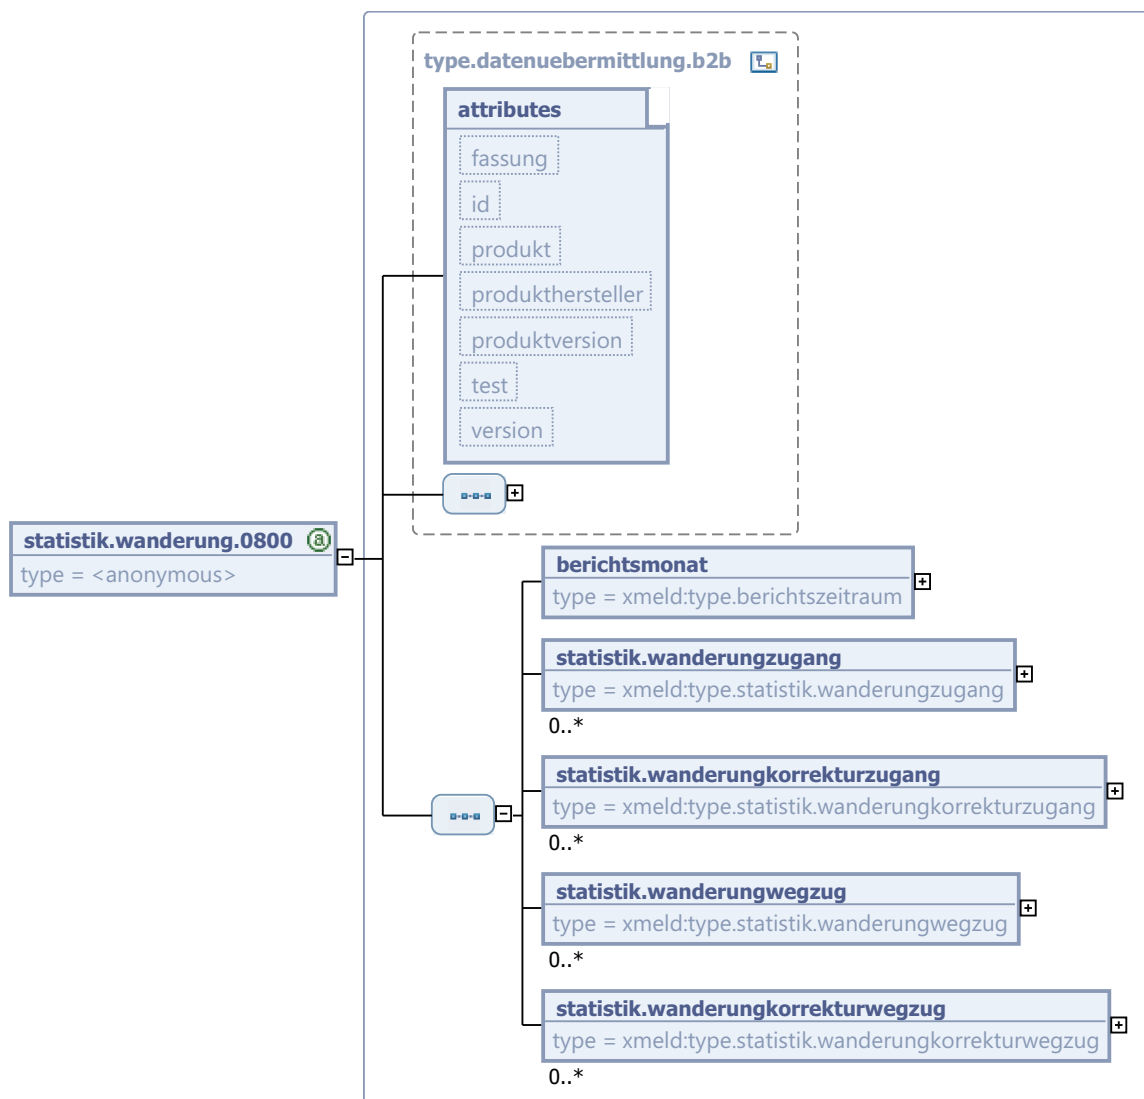 type.datenuebermittlung.b2b
attributes
fassung
id
produkt
produkthersteller
produktversion
test
version
statistik.wanderung.0800
type = <anonymous>
berichtsmonat
type = xmeld:type.berichtszeitraum
statistik.wanderungzugang
type = xmeld:type.statistik.wanderungzugang
0..*
statistik.wanderungkorrekturzugang
type = xmeld:type.statistik.wanderungkorrekturzugang
0..*
statistik.wanderungwegzug
type = xmeld:type.statistik.wanderungwegzug
0..*
statistik.wanderungkorrekturwegzug
type = xmeld:type.statistik.wanderungkorrekturwegzug
0..*